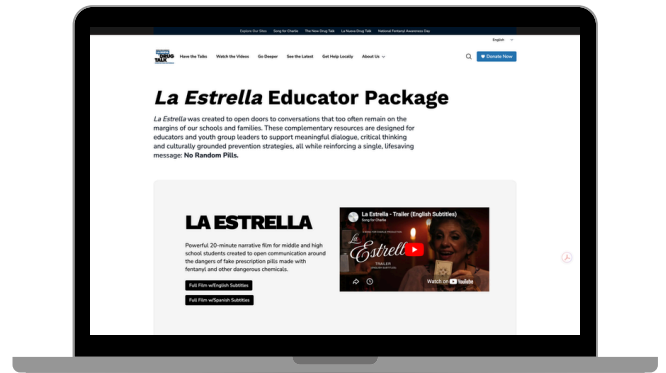 Explore Our Sites: Song for Charlie The New Drug Talk La Nueva Drug Talk National Fentanyl Awareness Day
English
DRUG TALK Have the Talks Watch the Videos Go Deeper See the Latest Get Help Locally About Us Donate Now
La Estrella Educator Package
La Estrella was created to open doors to conversations that too often remain on the
margins of our schools and families. These complementary resources are designed for
educators and youth group leaders to support meaningful dialogue, critical thinking
and culturally grounded prevention strategies, all while reinforcing a single, lifesaving
message: No Random Pills.
LA ESTRELLA
Powerful 20-minute narrative film for middle and high
school students created to open communication around
the dangers of fake prescription pills made with
fentanyl and other dangerous chemicals.
Full Film w/English Subtitles
Full Film w/Spanish Subtitles
La Estrella - Trailer (English Subtitles)
Song for Charlie
La
Estrella
TRAILER
Watch on YouTube